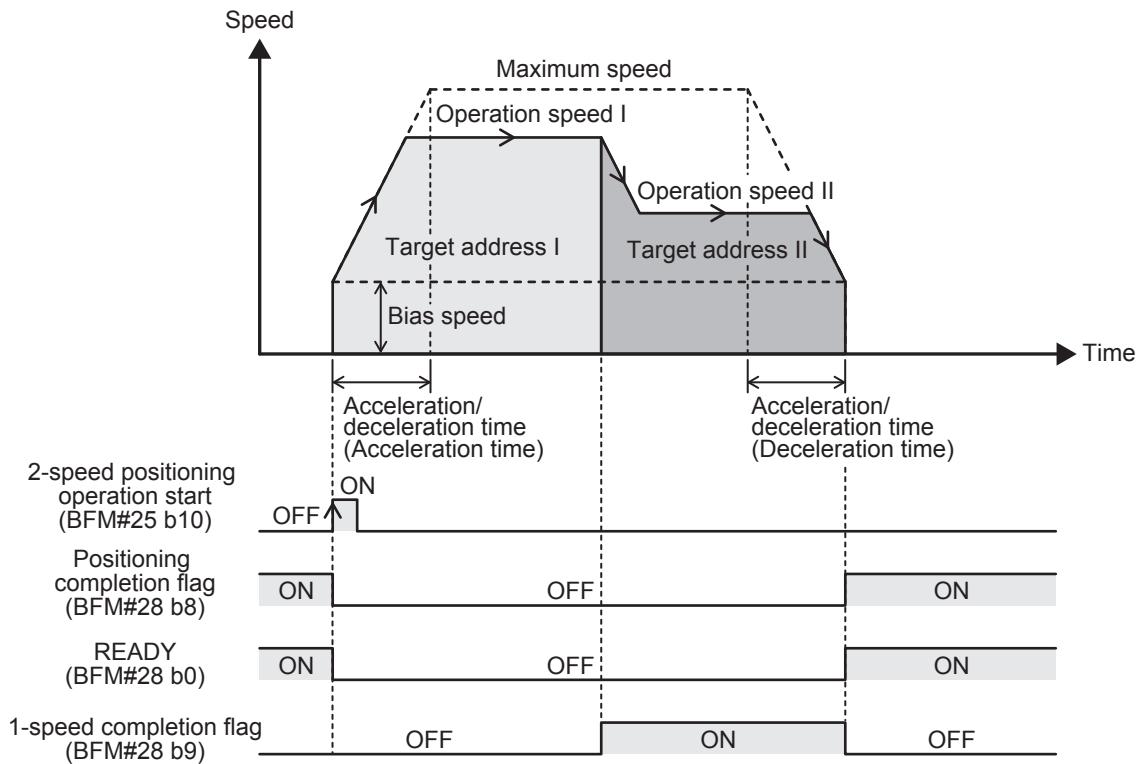 Speed
Maximum speed
Operation speed I
Operation speed II
Target address I
Target address II
Bias speed
Time
Acceleration/
deceleration time
(Acceleration time)
Acceleration/
deceleration time
(Deceleration time)
2-speed positioning
operation start
(BFM#25 b10)
ON
OFF
Positioning
completion flag
(BFM#28 b8)
ON
OFF
ON
READY
(BFM#28 b0)
ON
OFF
ON
1-speed completion flag
(BFM#28 b9)
OFF
ON
OFF